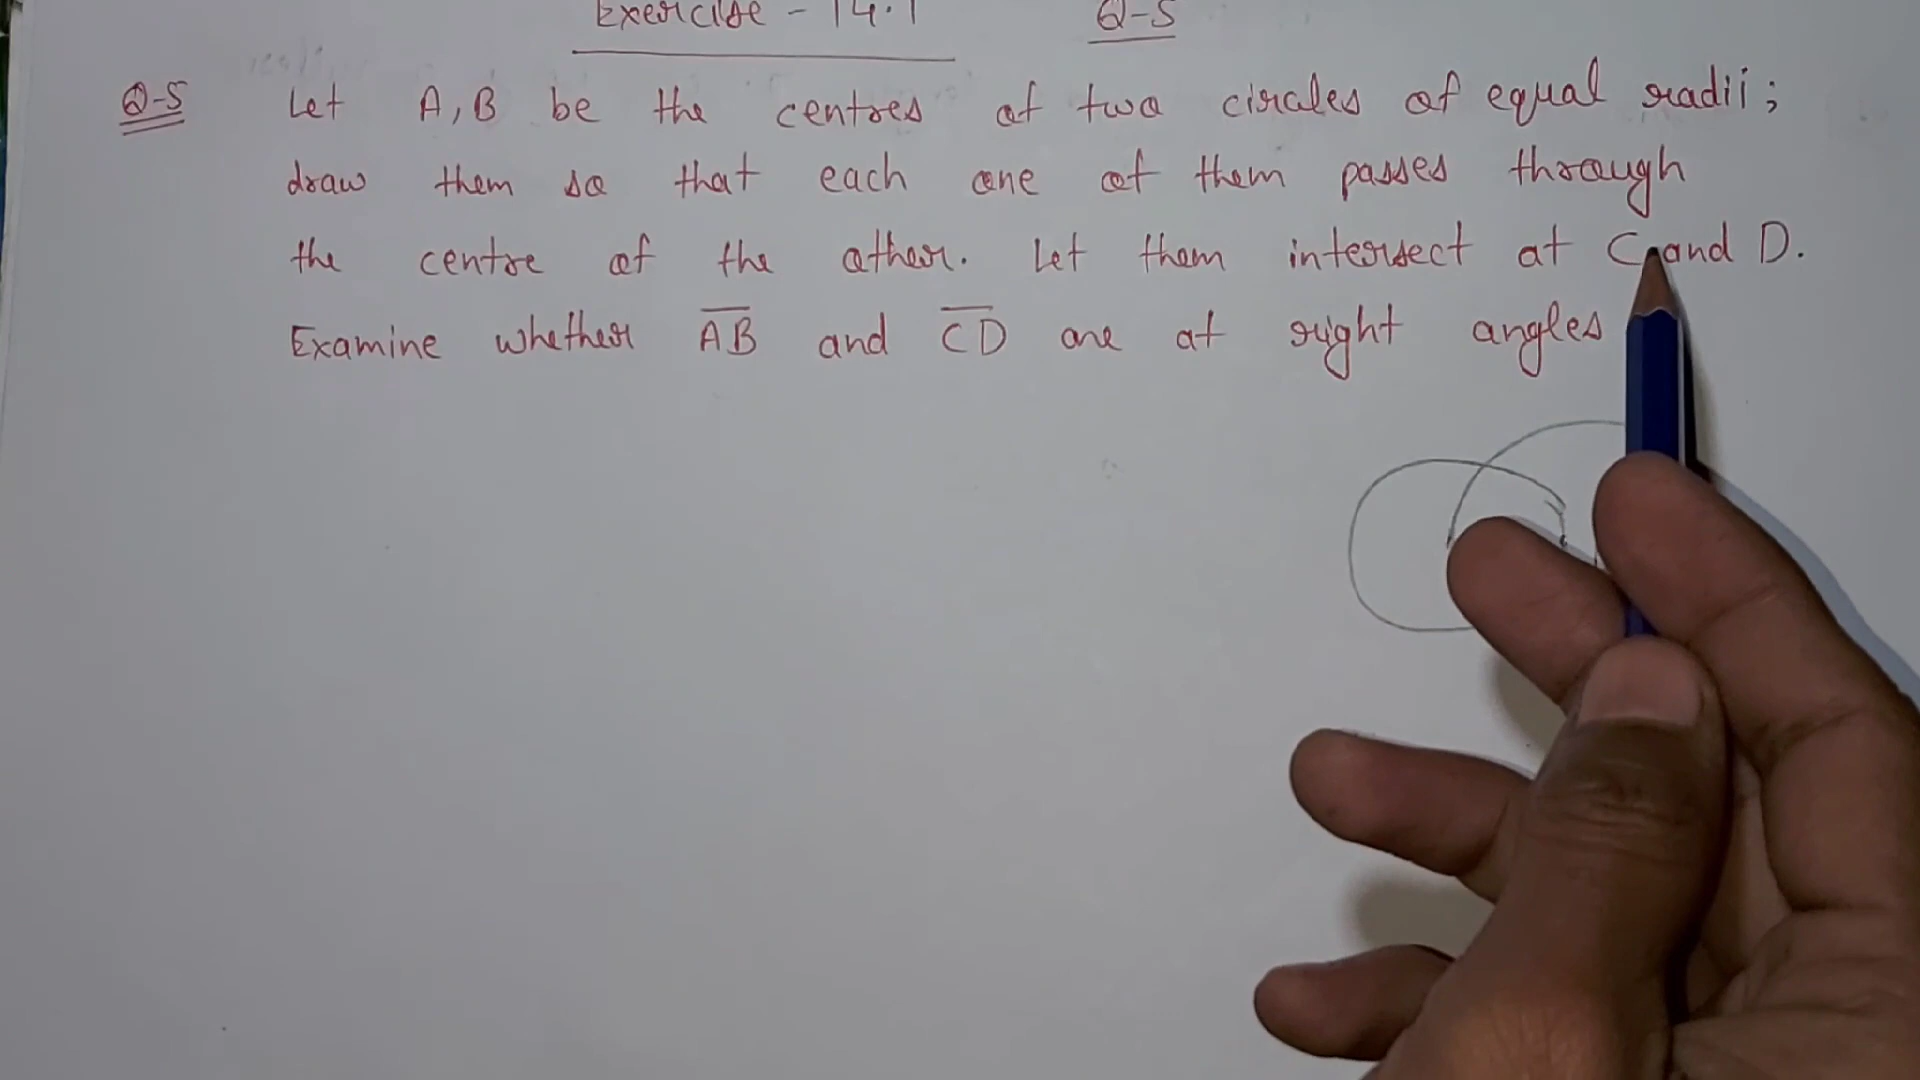 Exercise - 14.1 Q-5
Q-5 Let A, B be the centres of two circles of equal radii;
draw them so that each one of them passes through
the centre of the other. Let them intersect at C and D.
Examine whether AB and CD are at right angles